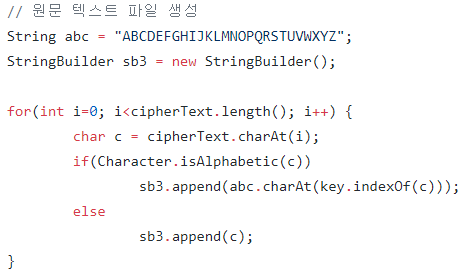 // 원문 텍스트 파일 생성
String abc = "ABCDEFGHIJKLMNOPQRSTUVWXYZ";
StringBuilder sb3 = new StringBuilder();

for(int i=0; i<cipherText.length(); i++) {
        char c = cipherText.charAt(i);
        if(Character.isAlphabetic(c))
                sb3.append(abc.charAt(key.indexOf(c)));
        else
                sb3.append(c);
}